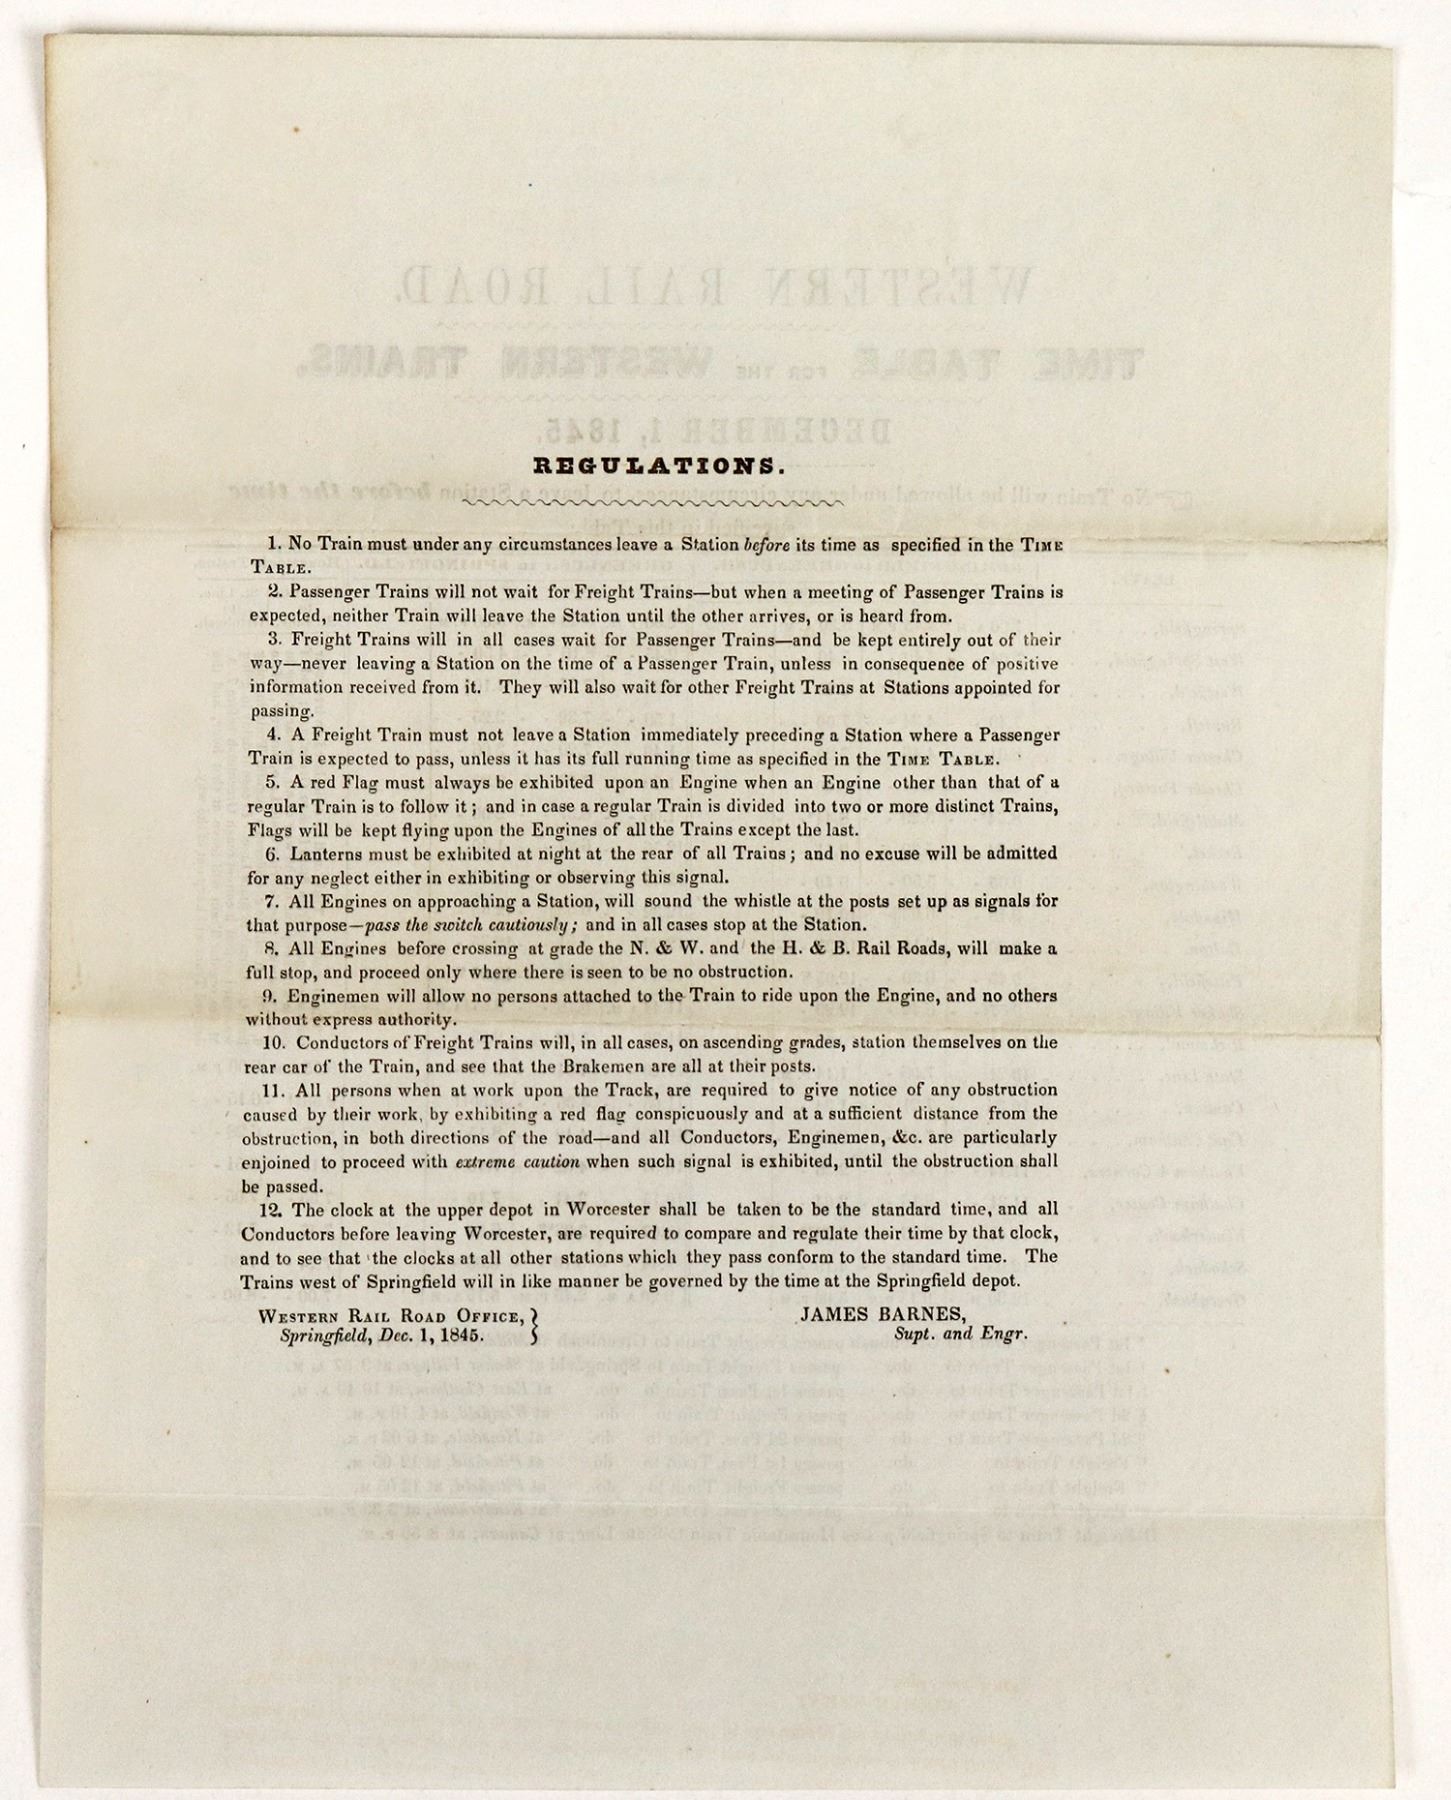 WESTERN RAIL ROAD.
TIME TABLE FOR THE WESTERN TRAINS.
DECEMBER 1, 1845.
REGULATIONS.
1. No Train must under any circumstances leave a Station before its time as specified in the TIME
TABLE.
2. Passenger Trains will not wait for Freight Trains—but when a meeting of Passenger Trains is
expected, neither Train will leave the Station until the other arrives, or is heard from.
3. Freight Trains will in all cases wait for Passenger Trains—and be kept entirely out of their
way—never leaving a Station on the time of a Passenger Train, unless in consequence of positive
information received from it. They will also wait for other Freight Trains at Stations appointed for
passing.
4. A Freight Train must not leave a Station immediately preceding a Station where a Passenger
Train is expected to pass, unless it has its full running time as specified in the TIME TABLE.
5. A red Flag must always be exhibited upon an Engine when an Engine other than that of a
regular Train is to follow it; and in case a regular Train is divided into two or more distinct Trains,
Flags will be kept flying upon the Engines of all the Trains except the last.
6. Lanterns must be exhibited at night at the rear of all Trains; and no excuse will be admitted
for any neglect either in exhibiting or observing this signal.
7. All Engines on approaching a Station, will sound the whistle at the posts set up as signals for
that purpose—pass the switch cautiously; and in all cases stop at the Station.
8. All Engines before crossing at grade the N. & W. and the H. & B. Rail Roads, will make a
full stop, and proceed only where there is seen to be no obstruction.
9. Enginemen will allow no persons attached to the Train to ride upon the Engine, and no others
without express authority.
10. Conductors of Freight Trains will, in all cases, on ascending grades, station themselves on the
rear car of the Train, and see that the Brakemen are all at their posts.
11. All persons when at work upon the Track, are required to give notice of any obstruction
caused by their work, by exhibiting a red flag conspicuously and at a sufficient distance from the
obstruction, in both directions of the road—and all Conductors, Enginemen, &c. are particularly
enjoined to proceed with extreme caution when such signal is exhibited, until the obstruction shall
be passed.
12. The clock at the upper depot in Worcester shall be taken to be the standard time, and all
Conductors before leaving Worcester, are required to compare and regulate their time by that clock,
and to see that the clocks at all other stations which they pass conform to the standard time. The
Trains west of Springfield will in like manner be governed by the time at the Springfield depot.
WESTERN RAIL ROAD OFFICE, }
Springfield, Dec. 1, 1845.
JAMES BARNES,
Supt. and Engr.